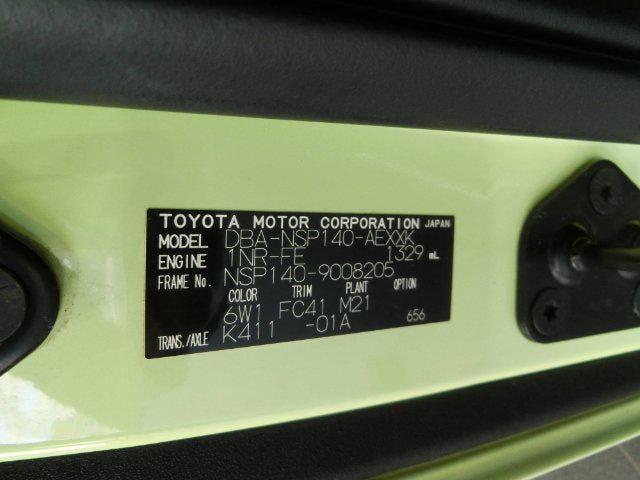 TOYOTA MOTOR CORPORATION JAPAN
MODEL DBA-NSP140-AEXXK
ENGINE 1NR-FE 1329 mL
FRAME No. NSP140-9008205
COLOR TRIM PLANT OPTION
6W1 FC41 M21
TRANS./AXLE K411 -01A 656